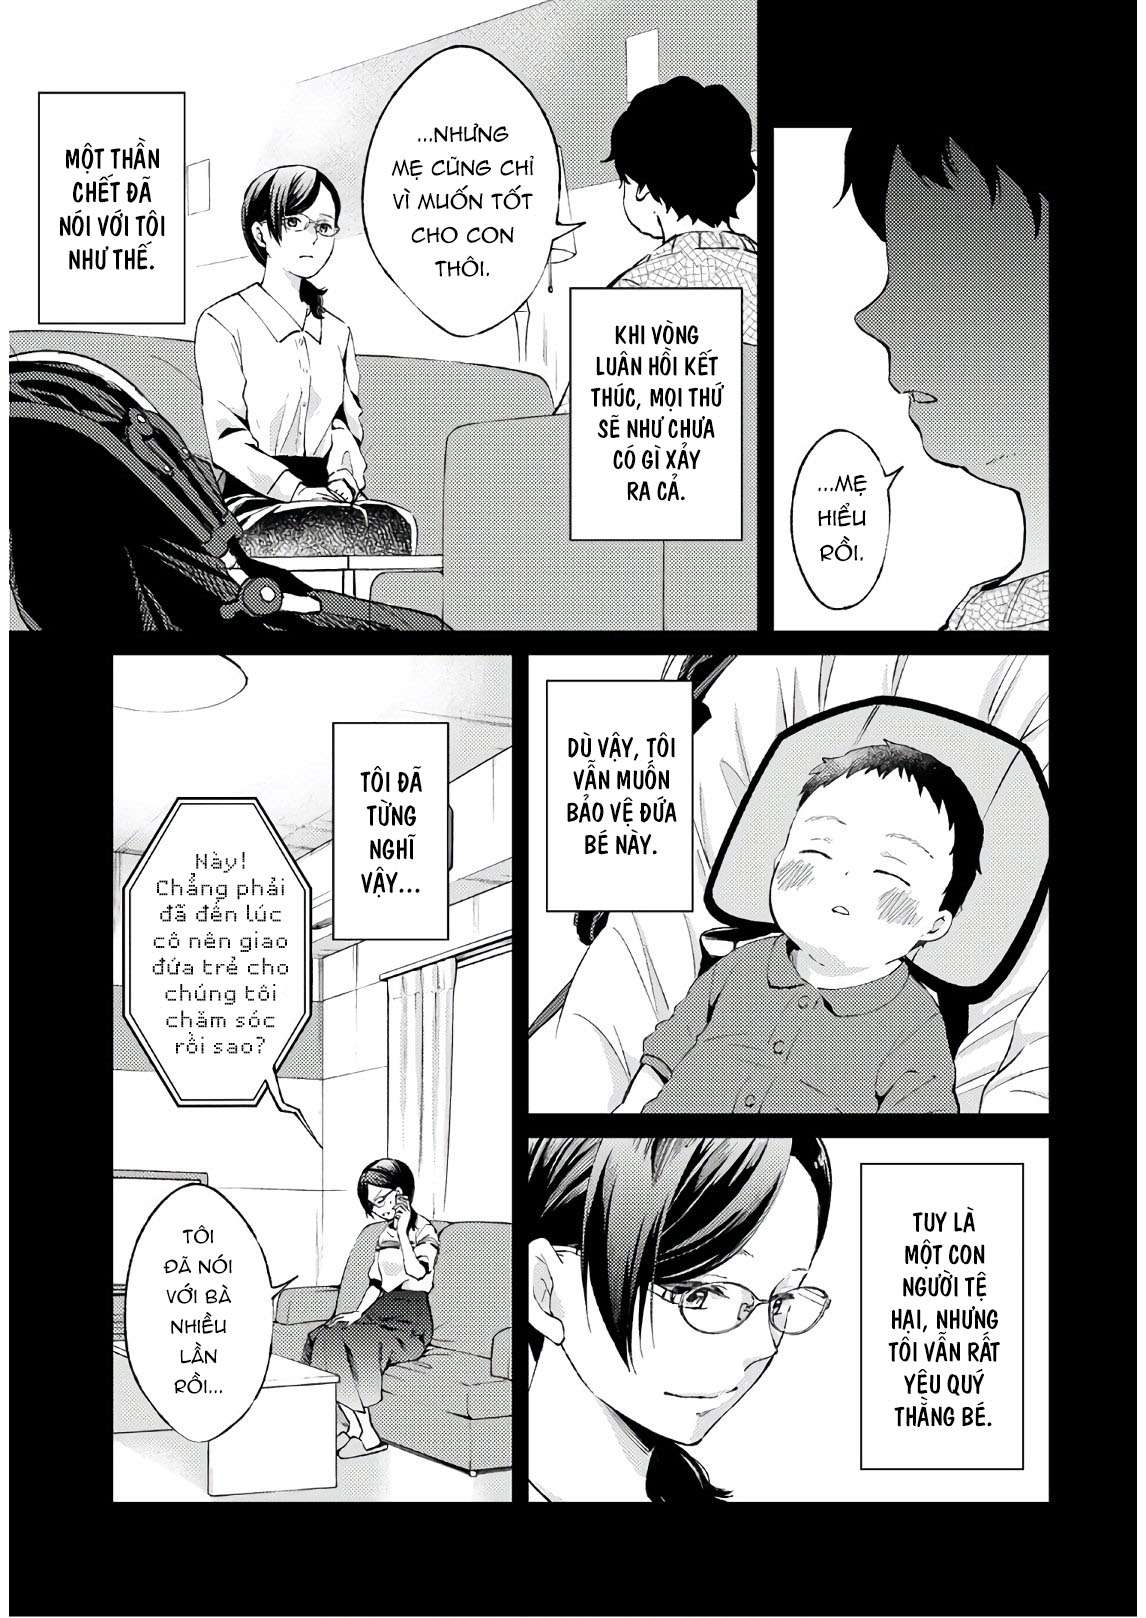 ...MẸ
HIỂU
RỒI.
...NHƯNG
MẸ CŨNG CHỈ
VÌ MUỐN TỐT
CHO CON
THÔI.
KHI VÒNG
LUÂN HỒI KẾT
THÚC, MỌI THỨ
SẼ NHƯ CHƯA
CÓ GÌ XẢY
RA CẢ.
MỘT THẦN
CHẾT ĐÃ
NÓI VỚI TÔI
NHƯ THẾ.
DÙ VẬY, TÔI
VẪN MUỐN
BẢO VỆ ĐỨA
BÉ NÀY.
TUY LÀ
MỘT CON
NGƯỜI TỆ
HẠI, NHƯNG
TÔI VẪN RẤT
YÊU QUÝ
THẰNG BÉ.
TÔI ĐÃ
TỪNG
NGHĨ
VẬY...
Này!
Chẳng phải
đã đến lúc
cô nên giao
đứa trẻ cho
chúng tôi
chăm sóc
rồi sao?
TÔI
ĐÃ NÓI
VỚI BÀ
NHIỀU
LẦN
RỒI...